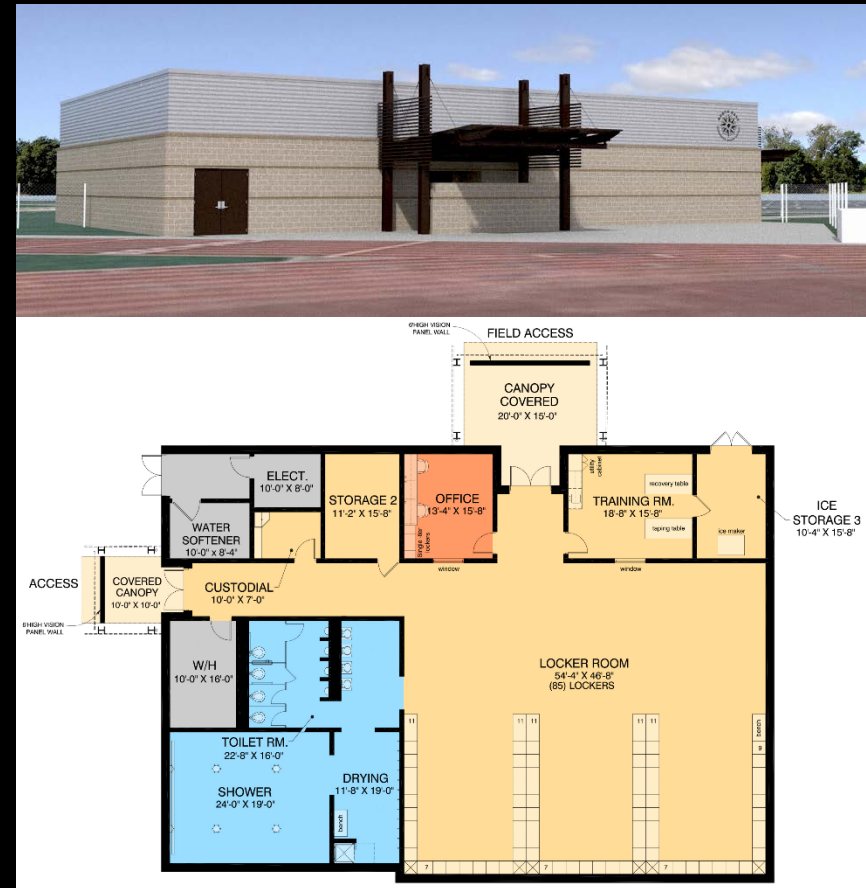 6'HIGH VISION
PANEL WALL
FIELD ACCESS
CANOPY
COVERED
20'-0" X 15'-0"
ELECT.
10'-0" X 8'-0"
STORAGE 2
11'-2" X 15'-8"
OFFICE
13'-4" X 15'-8"
Single-tier
lockers
utility
cabinet
recovery table
TRAINING RM.
18'-8" X 15'-8"
taping table
ice maker
ICE
STORAGE 3
10'-4" X 15'-8"
WATER
SOFTENER
10'-0" x 8'-4"
window
window
ACCESS
COVERED
CANOPY
10'-0" X 10'-0"
CUSTODIAL
10'-0" X 7'-0"
6'HIGH VISION
PANEL WALL
W/H
10'-0" X 16'-0"
LOCKER ROOM
54'-4" X 46'-8"
(85) LOCKERS
11
11
11
11
11
bench
9
TOILET RM.
22'-8" X 16'-0"
SHOWER
24'-0" X 19'-0"
DRYING
11'-8" X 19'-0"
bench
7
7
7